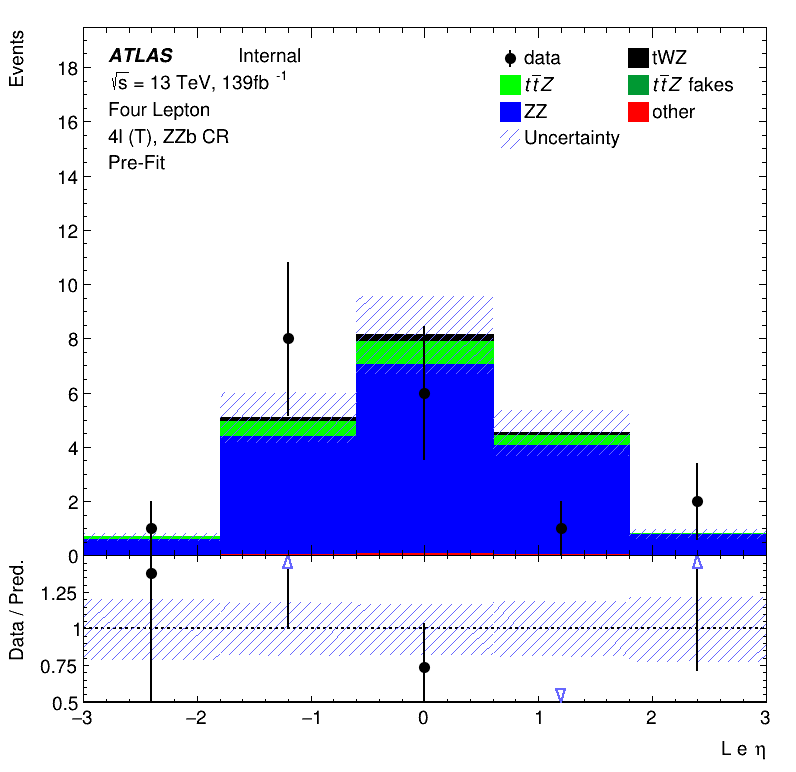 Events
ATLAS Internal
√s = 13 TeV, 139fb -1
Four Lepton
4l (T), ZZb CR
Pre-Fit
data tWZ
tt̄Z tt̄Z fakes
ZZ other
Uncertainty
18
16
14
12
10
8
6
4
2
0
Data / Pred.
1.25
1
0.75
0.5
−3 −2 −1 0 1 2 3
L e η